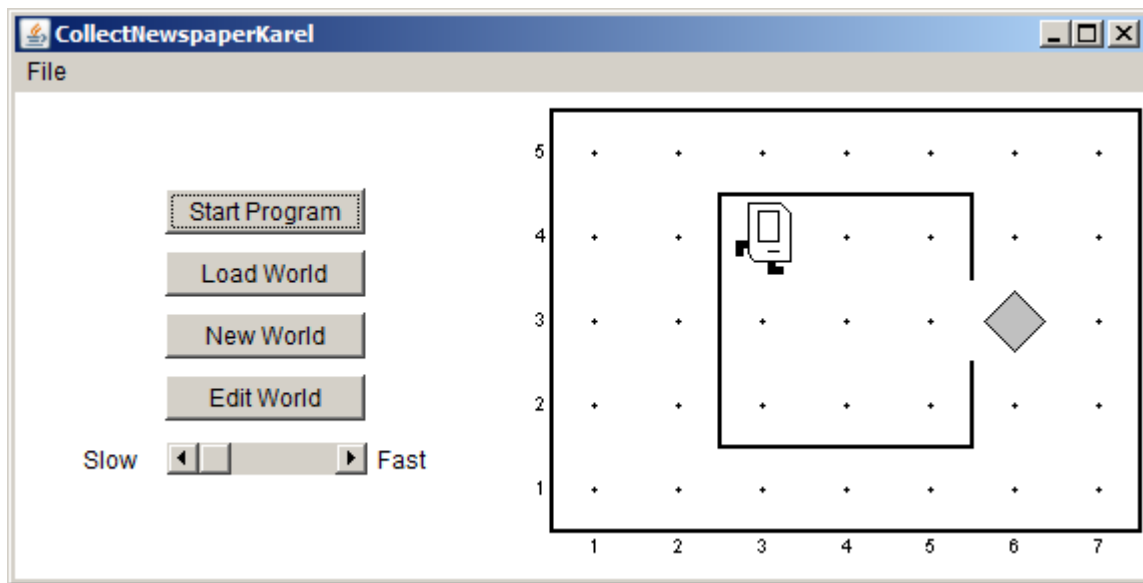 CollectNewspaperKarel
File
Start Program
Load World
New World
Edit World
Slow Fast
5
4
3
2
1
1 2 3 4 5 6 7